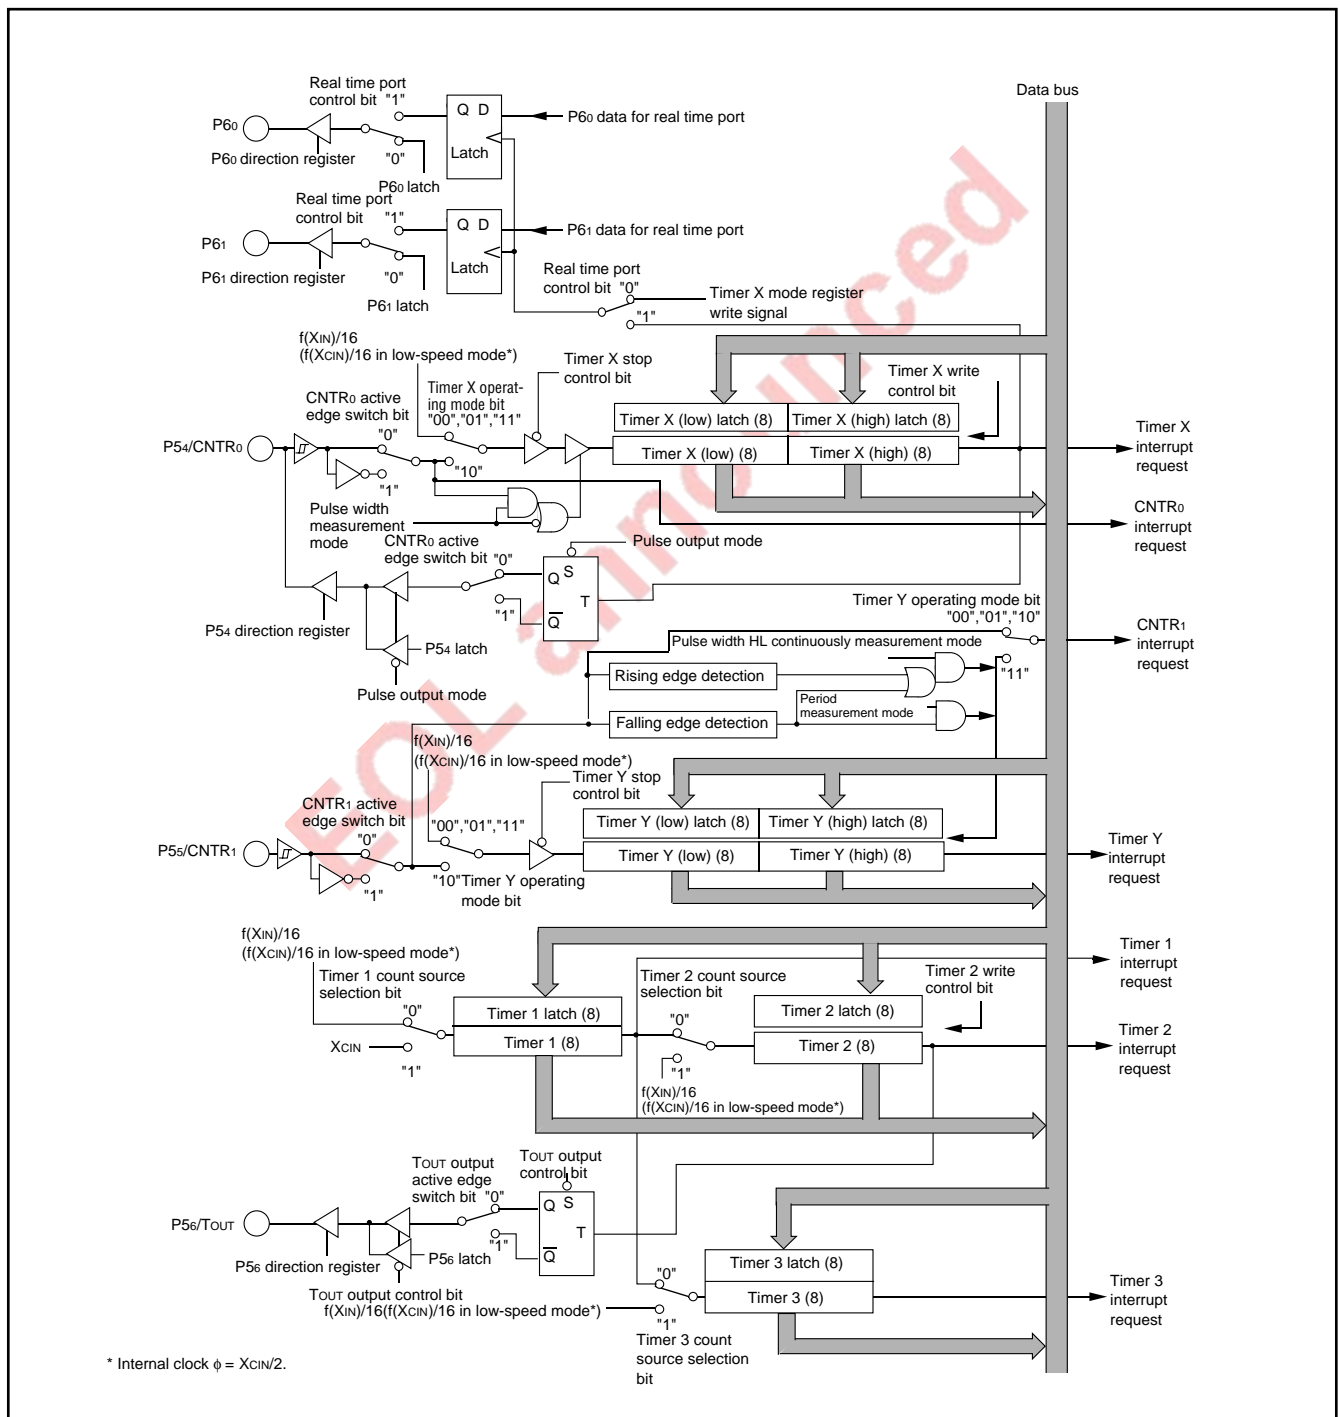 Data bus
Real time port
control bit "1"
Q D
P60 data for real time port
P60
Latch
P60 direction register
"0"
P60 latch
Real time port
control bit "1"
Q D
P61 data for real time port
P61
Latch
P61 direction register
"0"
P61 latch
Real time port
control bit "0"
Timer X mode register
write signal
"1"
f(XIN)/16
(f(XCIN)/16 in low-speed mode*)
Timer X stop
control bit
Timer X write
control bit
CNTR0 active
edge switch bit
Timer X operat-
ing mode bit
"00","01","11"
"0"
Timer X (low) latch (8)
Timer X (high) latch (8)
P54/CNTR0
Timer X (low) (8)
Timer X (high) (8)
Timer X
interrupt
request
"10"
"1"
Pulse width
measurement
mode
CNTR0
interrupt
request
CNTR0 active
edge switch bit "0"
Pulse output mode
Q S
T
"1"
Q
P54 direction register
P54 latch
Pulse output mode
Timer Y operating mode bit
"00","01","10"
Pulse width HL continuously measurement mode
CNTR1
interrupt
request
"11"
Rising edge detection
Period
measurement mode
Falling edge detection
f(XIN)/16
(f(XCIN)/16 in low-speed mode*)
Timer Y stop
control bit
CNTR1 active
edge switch bit
"00","01","11"
"0"
Timer Y (low) latch (8)
Timer Y (high) latch (8)
P55/CNTR1
Timer Y (low) (8)
Timer Y (high) (8)
Timer Y
interrupt
request
"1"
"10" Timer Y operating
mode bit
f(XIN)/16
(f(XCIN)/16 in low-speed mode*)
Timer 1 count source
selection bit
Timer 2 count source
selection bit
Timer 2 write
control bit
Timer 1
interrupt
request
"0"
Timer 1 latch (8)
"0"
Timer 2 latch (8)
XCIN
Timer 1 (8)
Timer 2 (8)
Timer 2
interrupt
request
"1"
"1"
f(XIN)/16
(f(XCIN)/16 in low-speed mode*)
TOUT output
active edge
switch bit "0"
TOUT output
control bit
Q S
T
P56/TOUT
"1"
Q
P56 direction register
P56 latch
TOUT output control bit
f(XIN)/16(f(XCIN)/16 in low-speed mode*)
"0"
Timer 3 latch (8)
Timer 3 (8)
Timer 3
interrupt
request
"1"
Timer 3 count
source selection
bit
* Internal clock ϕ = XCIN/2.
EOL announced